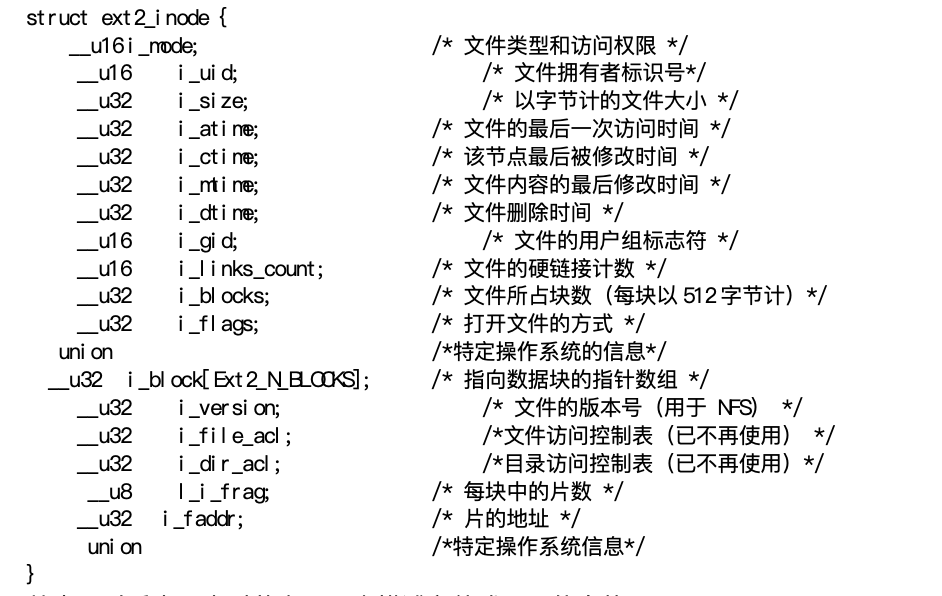 struct ext2_inode {
__u16i_mode; /* 文件类型和访问权限 */
__u16 i_uid; /* 文件拥有者标识号*/
__u32 i_size; /* 以字节计的文件大小 */
__u32 i_atime; /* 文件的最后一次访问时间 */
__u32 i_ctime; /* 该节点最后被修改时间 */
__u32 i_mtime; /* 文件内容的最后修改时间 */
__u32 i_dtime; /* 文件删除时间 */
__u16 i_gid; /* 文件的用户组标志符 */
__u16 i_links_count; /* 文件的硬链接计数 */
__u32 i_blocks; /* 文件所占块数（每块以 512 字节计）*/
__u32 i_flags; /* 打开文件的方式 */
union /*特定操作系统的信息*/
__u32 i_block[Ext2_N_BLOCKS]; /* 指向数据块的指针数组 */
__u32 i_version; /* 文件的版本号（用于 NFS） */
__u32 i_file_acl; /*文件访问控制表（已不再使用） */
__u32 i_dir_acl; /*目录访问控制表（已不再使用）*/
__u8 l_i_frag; /* 每块中的片数 */
__u32 i_faddr; /* 片的地址 */
union /*特定操作系统信息*/
}